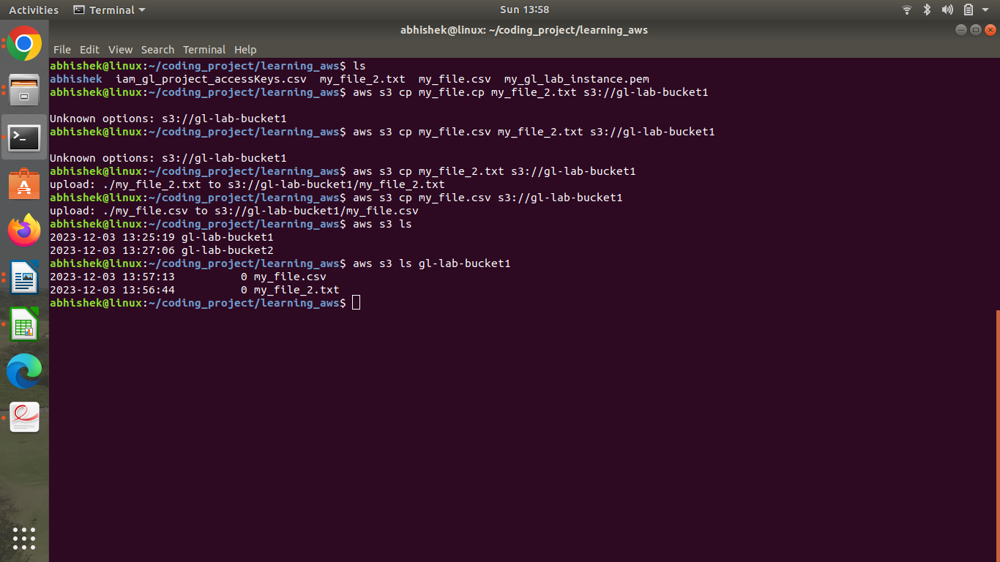 Activities Terminal Sun 13:58
abhishek@linux: ~/coding_project/learning_aws
File Edit View Search Terminal Help
abhishek@linux:~/coding_project/learning_aws$ ls
abhishek  iam_gl_project_accessKeys.csv  my_file_2.txt  my_file.csv  my_gl_lab_instance.pem
abhishek@linux:~/coding_project/learning_aws$ aws s3 cp my_file.cp my_file_2.txt s3://gl-lab-bucket1
Unknown options: s3://gl-lab-bucket1
abhishek@linux:~/coding_project/learning_aws$ aws s3 cp my_file.csv my_file_2.txt s3://gl-lab-bucket1
Unknown options: s3://gl-lab-bucket1
abhishek@linux:~/coding_project/learning_aws$ aws s3 cp my_file_2.txt s3://gl-lab-bucket1
upload: ./my_file_2.txt to s3://gl-lab-bucket1/my_file_2.txt
abhishek@linux:~/coding_project/learning_aws$ aws s3 cp my_file.csv s3://gl-lab-bucket1
upload: ./my_file.csv to s3://gl-lab-bucket1/my_file.csv
abhishek@linux:~/coding_project/learning_aws$ aws s3 ls
2023-12-03 13:25:19 gl-lab-bucket1
2023-12-03 13:27:06 gl-lab-bucket2
abhishek@linux:~/coding_project/learning_aws$ aws s3 ls gl-lab-bucket1
2023-12-03 13:57:13          0 my_file.csv
2023-12-03 13:56:44          0 my_file_2.txt
abhishek@linux:~/coding_project/learning_aws$